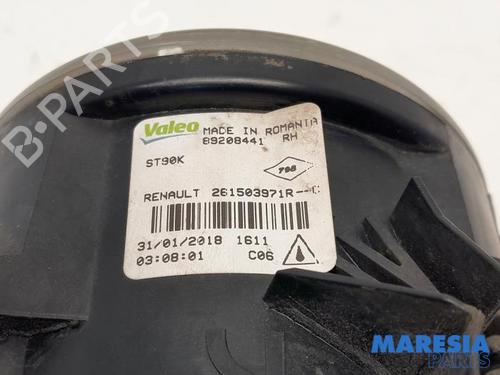 B-PARTS
Valeo MADE IN ROMANIA
89208441 RH
ST90K
798
RENAULT 261503971R--C
31/01/2018 1611
03:08:01 C06
MARESIA
PARTS